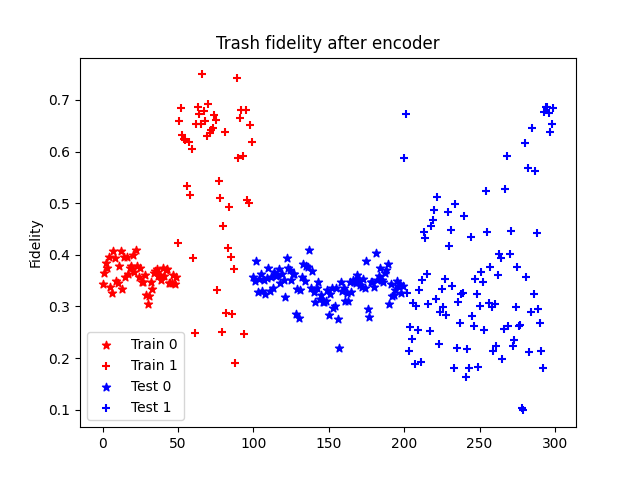 Trash fidelity after encoder
Fidelity
0.7
0.6
0.5
0.4
0.3
0.2
0.1
Train 0
Train 1
Test 0
Test 1
0 50 100 150 200 250 300